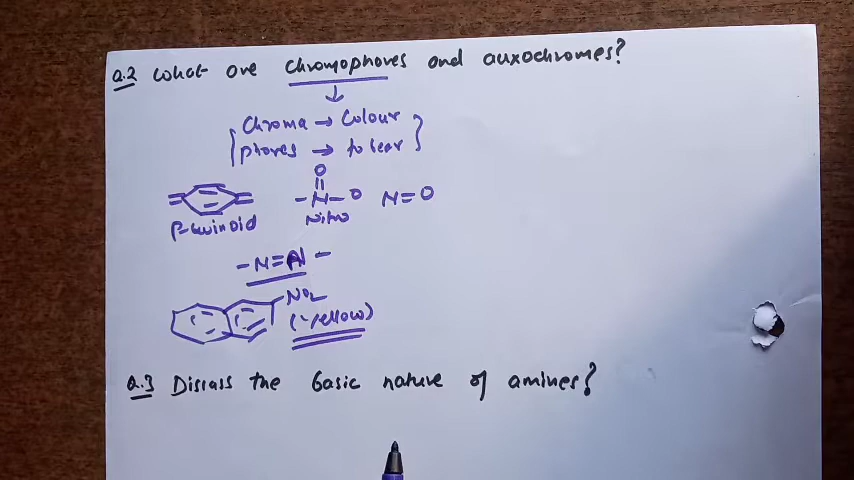 Q.2 What are chromophores and auxochromes?
Chroma → Colour
phores → to bear
O
-N-O N=O
P-Quinoid Nitro
-N=N-
NO2
(Yellow)
Q.3 Discuss the basic nature of amines?